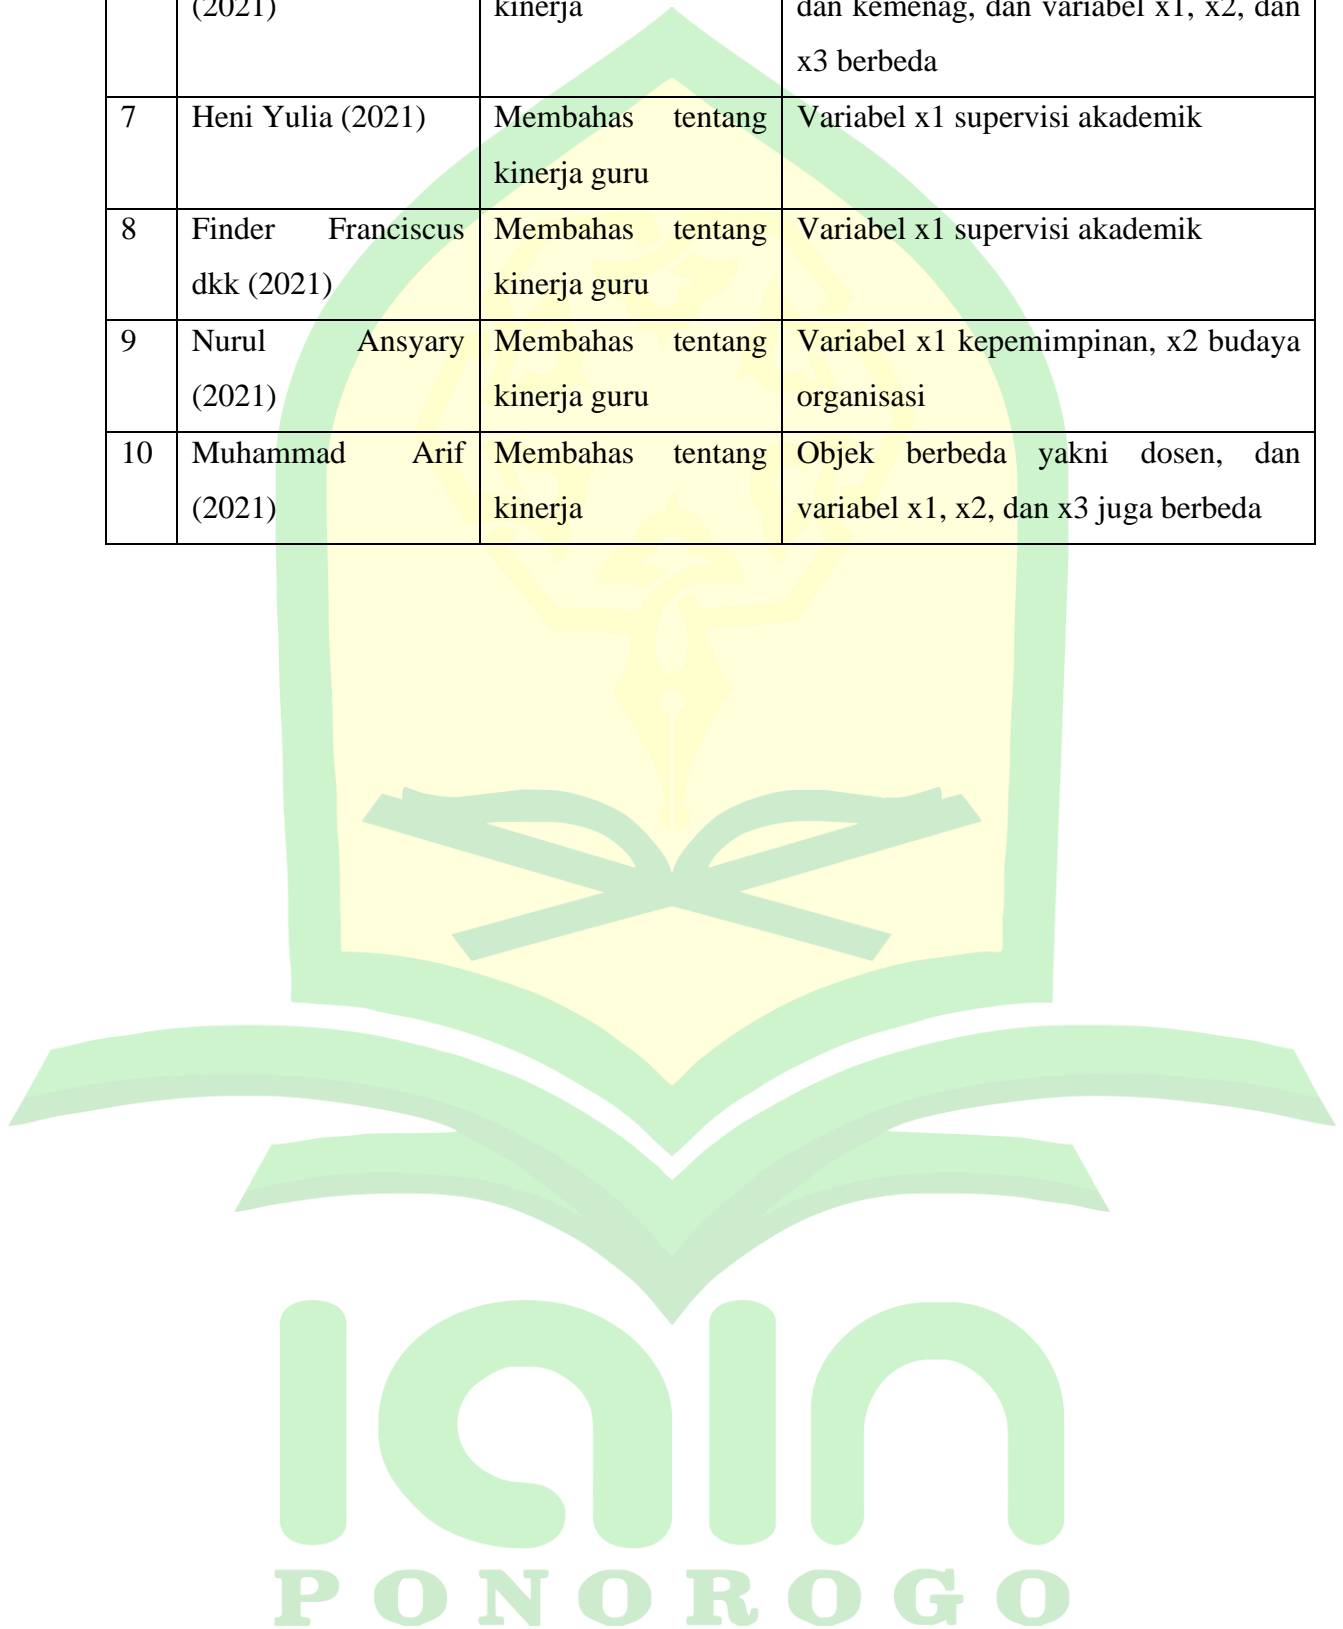 (2021) kinerja dan kemenag, dan variabel x1, x2, dan
x3 berbeda
7 Heni Yulia (2021) Membahas tentang Variabel x1 supervisi akademik
kinerja guru
8 Finder Franciscus Membahas tentang Variabel x1 supervisi akademik
dkk (2021) kinerja guru
9 Nurul Ansyary Membahas tentang Variabel x1 kepemimpinan, x2 budaya
(2021) kinerja guru organisasi
10 Muhammad Arif Membahas tentang Objek berbeda yakni dosen, dan
(2021) kinerja variabel x1, x2, dan x3 juga berbeda
iain
PONOROGO